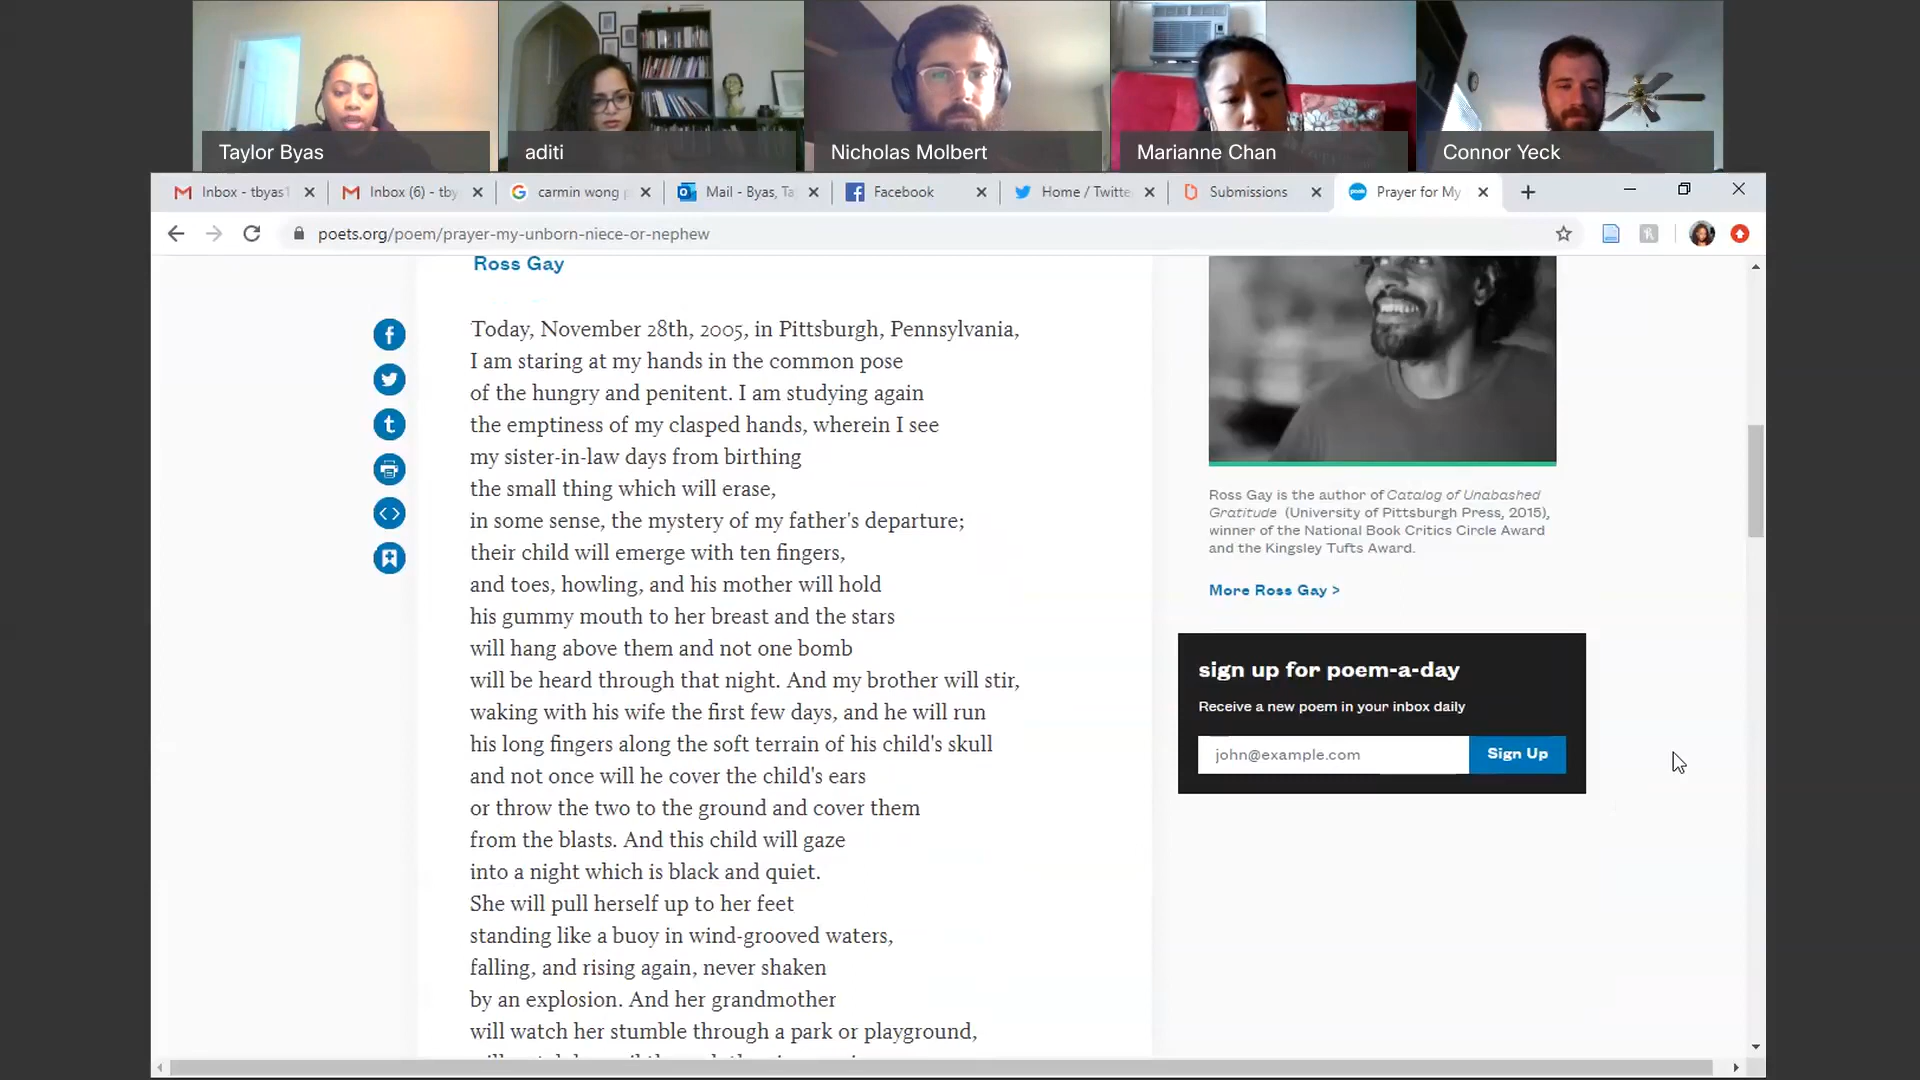 Taylor Byas
aditi
Nicholas Molbert
Marianne Chan
Connor Yeck
Inbox - tbyas1
Inbox (6) - tby
carmin wong p
Mail - Byas, Ta
Facebook
Home / Twitte
Submissions
Prayer for My
poets.org/poem/prayer-my-unborn-niece-or-nephew
Ross Gay
Today, November 28th, 2005, in Pittsburgh, Pennsylvania,
I am staring at my hands in the common pose
of the hungry and penitent. I am studying again
the emptiness of my clasped hands, wherein I see
my sister-in-law days from birthing
the small thing which will erase,
in some sense, the mystery of my father's departure;
their child will emerge with ten fingers,
and toes, howling, and his mother will hold
his gummy mouth to her breast and the stars
will hang above them and not one bomb
will be heard through that night. And my brother will stir,
waking with his wife the first few days, and he will run
his long fingers along the soft terrain of his child's skull
and not once will he cover the child's ears
or throw the two to the ground and cover them
from the blasts. And this child will gaze
into a night which is black and quiet.
She will pull herself up to her feet
standing like a buoy in wind-grooved waters,
falling, and rising again, never shaken
by an explosion. And her grandmother
will watch her stumble through a park or playground,
Ross Gay is the author of Catalog of Unabashed
Gratitude (University of Pittsburgh Press, 2015),
winner of the National Book Critics Circle Award
and the Kingsley Tufts Award.
More Ross Gay >
sign up for poem-a-day
Receive a new poem in your inbox daily
john@example.com
Sign Up